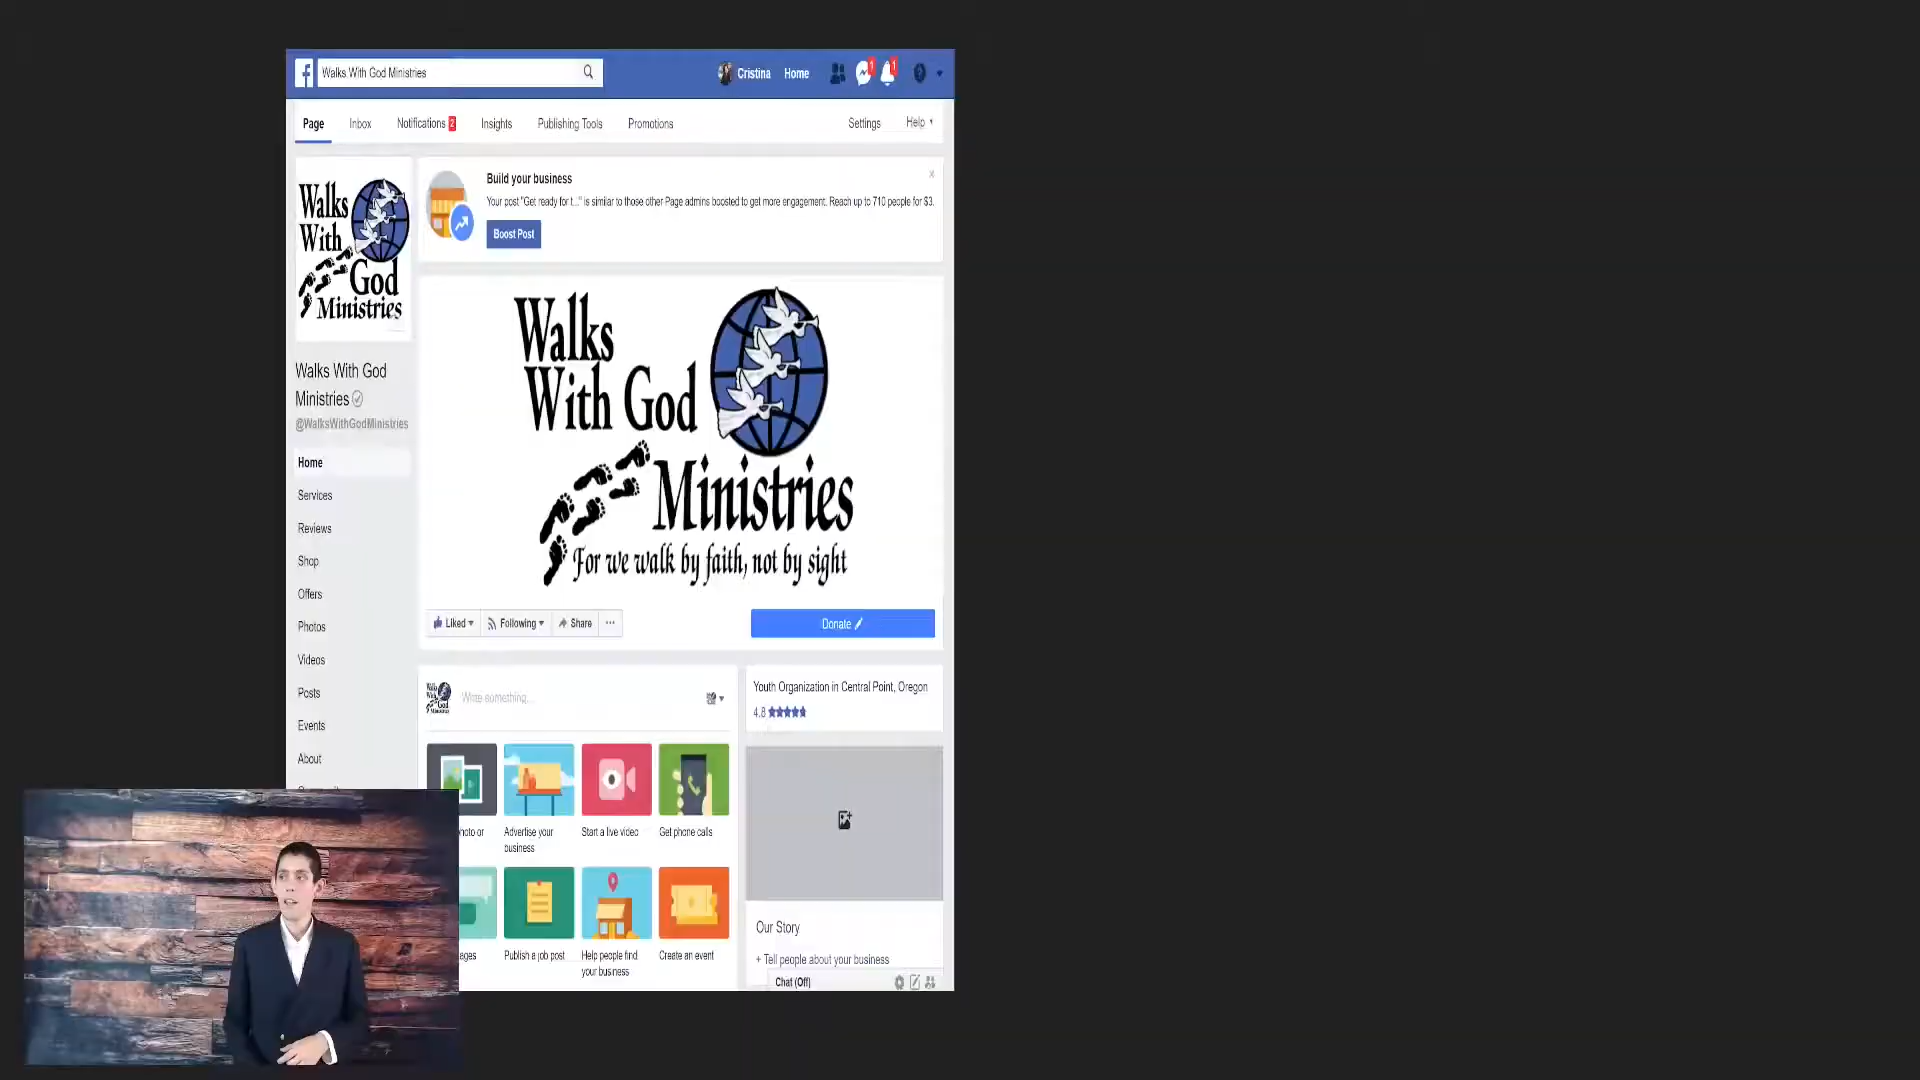 Walks With God Ministries
Cristina Home 1 1
Page Inbox Notifications 2 Insights Publishing Tools Promotions Settings Help
Walks
With
God
Ministries
Build your business
Your post "Get ready for t..." is similar to those other Page admins boosted to get more engagement. Reach up to 710 people for $3.
Boost Post
Walks
With God
Ministries
For we walk by faith, not by sight
Walks With God
Ministries
@WalksWithGodMinistries
Home
Services
Reviews
Shop
Offers
Photos
Videos
Posts
Events
About
Liked Following Share ...
Donate
Write something...
Youth Organization in Central Point, Oregon
4.8
Advertise your
business
Start a live video
Get phone calls
Publish a job post
Help people find
your business
Create an event
Our Story
+ Tell people about your business
Chat (Off)